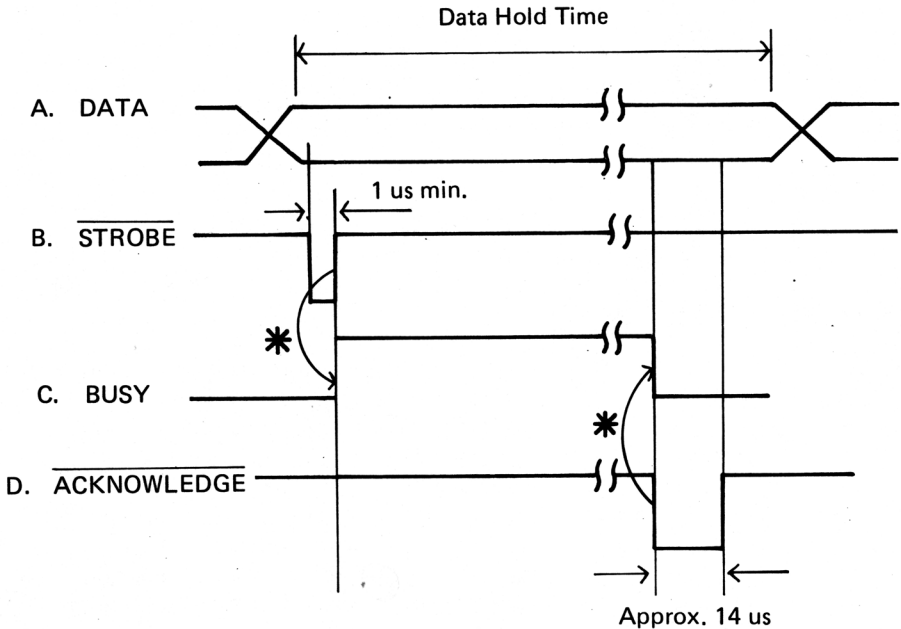 Data Hold Time
A. DATA
1 us min.
B. STROBE
*
C. BUSY
*
D. ACKNOWLEDGE
Approx. 14 us